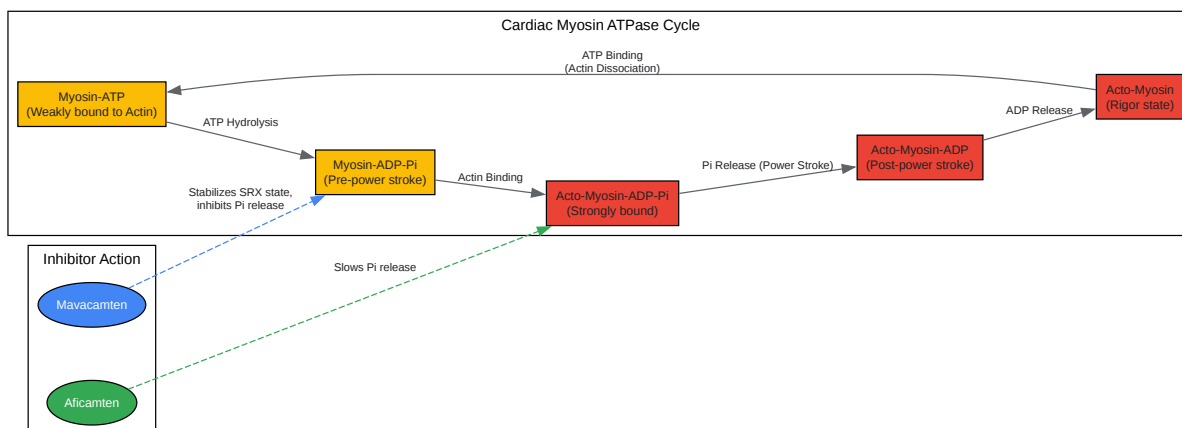 Cardiac Myosin ATPase Cycle
ATP Binding
(Actin Dissociation)
Myosin-ATP
(Weakly bound to Actin)
Acto-Myosin
(Rigor state)
ATP Hydrolysis
ADP Release
Myosin-ADP-Pi
(Pre-power stroke)
Acto-Myosin-ADP
(Post-power stroke)
Pi Release (Power Stroke)
Actin Binding
Stabilizes SRX state,
inhibits Pi release
Acto-Myosin-ADP-Pi
(Strongly bound)
Inhibitor Action
Slows Pi release
Mavacamten
Aficamten